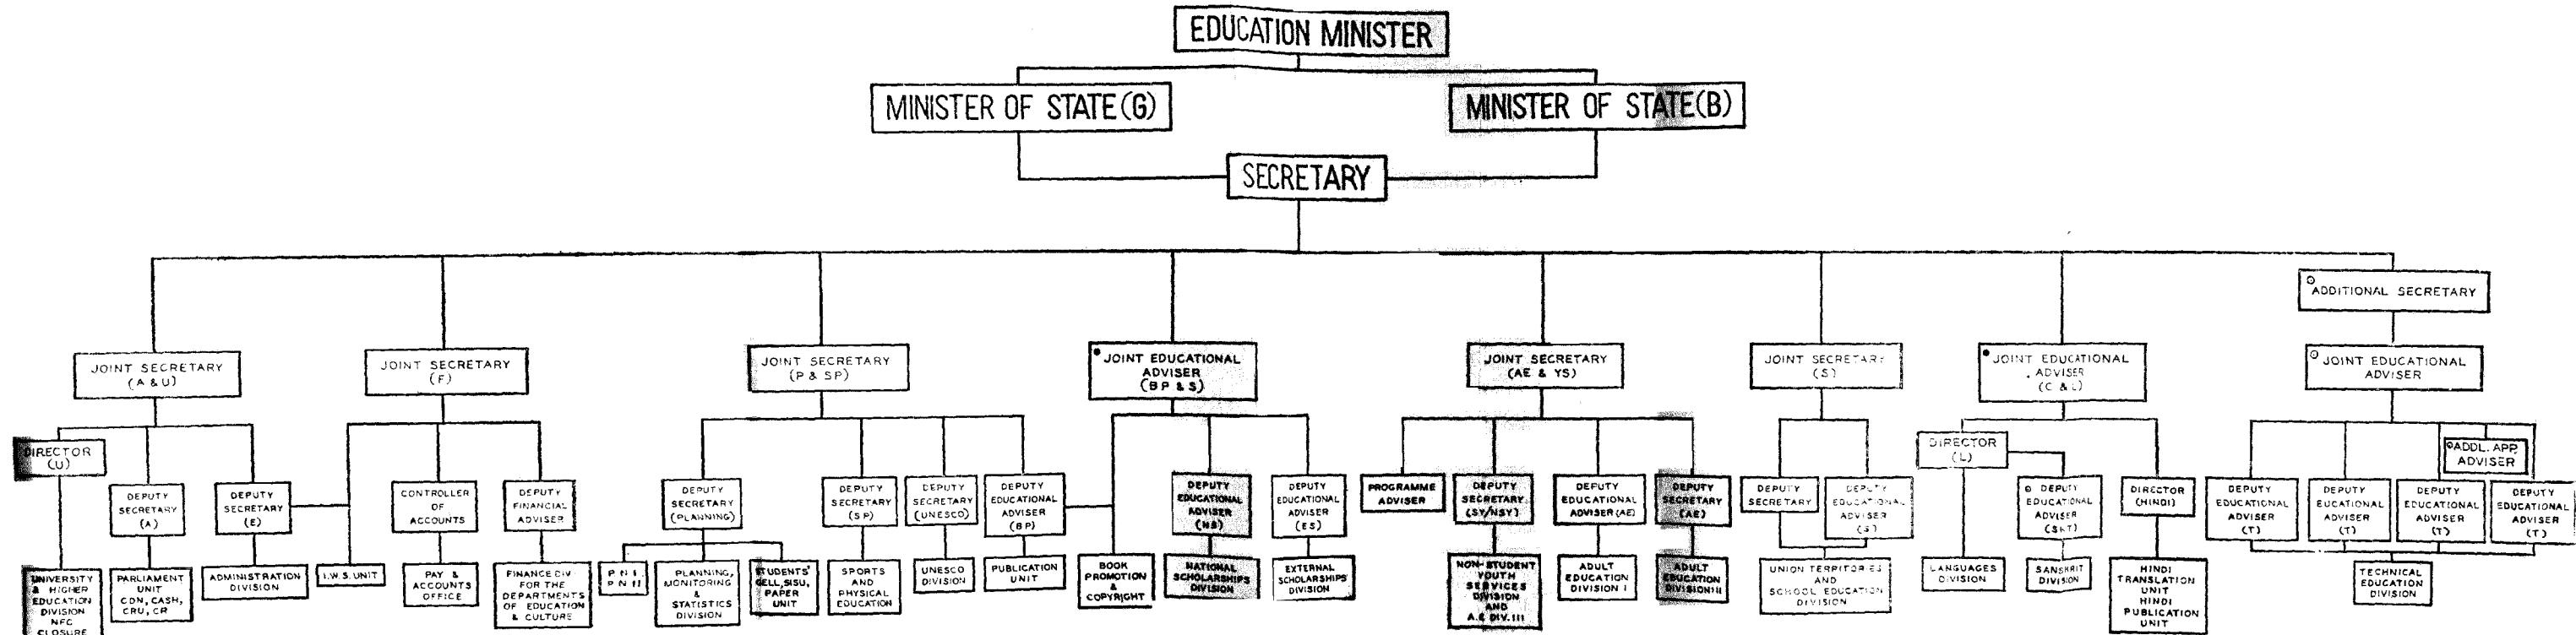 EDUCATION MINISTER
MINISTER OF STATE(G)
MINISTER OF STATE(B)
SECRETARY
ADDITIONAL SECRETARY
JOINT SECRETARY
(A & U)
JOINT SECRETARY
(F)
JOINT SECRETARY
(P & SP)
JOINT EDUCATIONAL
ADVISER
(BP & S)
JOINT SECRETARY
(AE & YS)
JOINT SECRETARY
(S)
JOINT EDUCATIONAL
ADVISER
(C & L)
JOINT EDUCATIONAL
ADVISER
DIRECTOR
(U)
DEPUTY
SECRETARY
(A)
DEPUTY
SECRETARY
(E)
CONTROLLER
OF
ACCOUNTS
DEPUTY
FINANCIAL
ADVISER
DEPUTY
SECRETARY
(PLANNING)
DEPUTY
SECRETARY
(SP)
DEPUTY
SECRETARY
(UNESCO)
DEPUTY
EDUCATIONAL
ADVISER
(BP)
DEPUTY
EDUCATIONAL
ADVISER
(NS)
DEPUTY
EDUCATIONAL
ADVISER
(ES)
PROGRAMME
ADVISER
DEPUTY
SECRETARY
(SY/NSY)
DEPUTY
EDUCATIONAL
ADVISER (AE)
DEPUTY
SECRETARY
(AE)
DEPUTY
SECRETARY
DEPUTY
EDUCATIONAL
ADVISER
(S)
DIRECTOR
(L)
DEPUTY
EDUCATIONAL
ADVISER
(SKT)
DIRECTOR
(HINDI)
DEPUTY
EDUCATIONAL
ADVISER
(T)
DEPUTY
EUCATIONAL
ADVISER
(T)
ADDL. APP.
ADVISER
DEPUTY
EDUCATIONAL
ADVISER
(T)
DEPUTY
EDUCATIONAL
ADVISER
(T)
UNIVERSITY
& HIGHER
EDUCATION
DIVISION
NFC
CLOSURE
PARLIAMENT
UNIT
CDN, CASH,
CRU, CR
ADMINISTRATION
DIVISION
I.W.S. UNIT
PAY &
ACCOUNTS
OFFICE
FINANCE DIV
FOR THE
DEPARTMENTS
OF EDUCATION
& CULTURE
P N I
P N II
PLANNING,
MONITORING
&
STATISTICS
DIVISION
STUDENTS'
CELL, SISU,
PAPER
UNIT
SPORTS
AND
PHYSICAL
EDUCATION
UNESCO
DIVISION
PUBLICATION
UNIT
BOOK
PROMOTION
&
COPYRIGHT
NATIONAL
SCHOLARSHIPS
DIVISION
EXTERNAL
SCHOLARSHIPS
DIVISION
NON-STUDENT
YOUTH
SERVICES
DIVISION
AND
A.E DIV. III
ADULT
EDUCATION
DIVISION I
ADULT
EDUCATION
DIVISION II
UNION TERRITORIES
AND
SCHOOL EDUCATION
DIVISION
LANGUAGES
DIVISION
SANSKRIT
DIVISION
HINDI
TRANSLATION
UNIT
HINDI
PUBLICATION
UNIT
TECHNICAL
EDUCATION
DIVISION